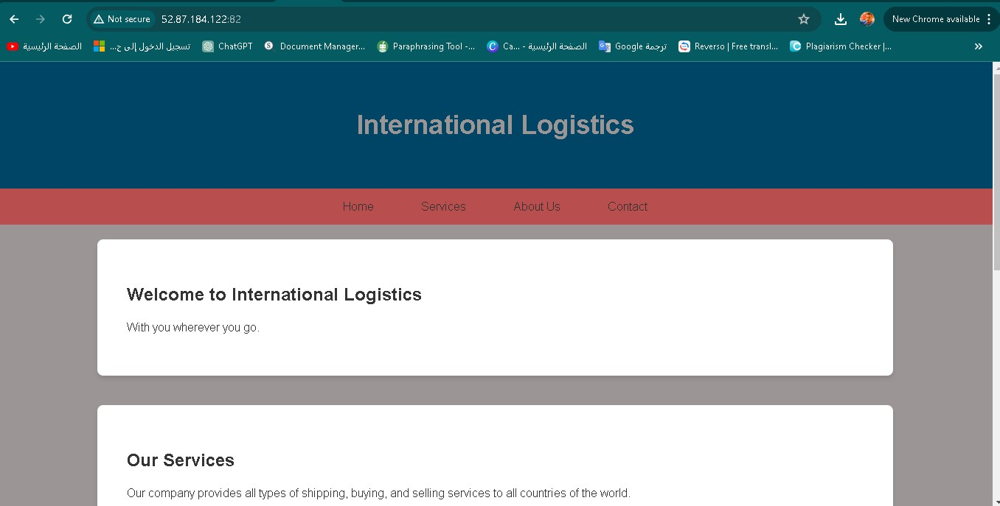 Not secure 52.87.184.122:82
New Chrome available
الصفحة الرئيسية
تسجيل الدخول إلى ح...
ChatGPT
Document Manager...
Paraphrasing Tool -...
Ca... - الصفحة الرئيسية
ترجمة Google
Reverso | Free transl...
Plagiarism Checker |...
International Logistics
Home Services About Us Contact
Welcome to International Logistics
With you wherever you go.
Our Services
Our company provides all types of shipping, buying, and selling services to all countries of the world.